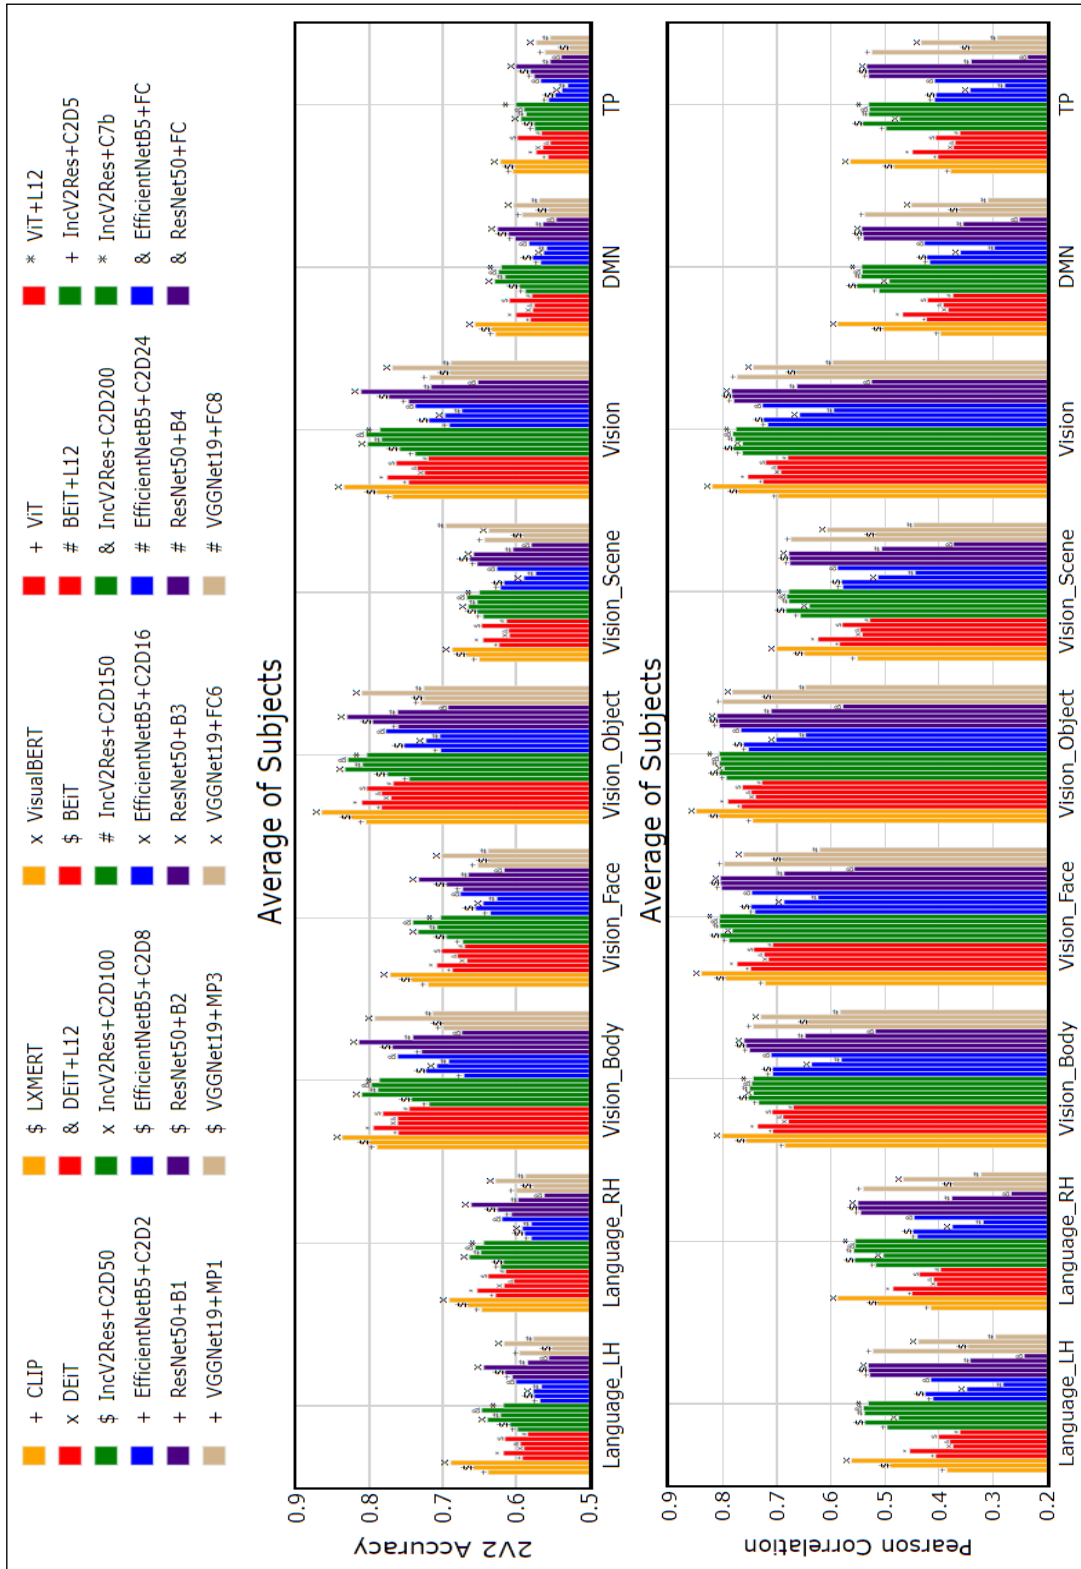 + CLIP $ LXMERT x VisualBERT + ViT * ViT+L12
x DEiT & DEiT+L12 $ BEiT # BEiT+L12 + IncV2Res+C2D5
$ IncV2Res+C2D50 x IncV2Res+C2D100 # IncV2Res+C2D150 & IncV2Res+C2D200 * IncV2Res+C7b
+ EfficientNetB5+C2D2 $ EfficientNetB5+C2D8 x EfficientNetB5+C2D16 # EfficientNetB5+C2D24 & EfficientNetB5+FC
+ ResNet50+B1 $ ResNet50+B2 x ResNet50+B3 # ResNet50+B4 & ResNet50+FC
+ VGGNet19+MP1 $ VGGNet19+MP3 x VGGNet19+FC6 # VGGNet19+FC8
Average of Subjects
2V2 Accuracy
0.9
0.8
0.7
0.6
0.5
Language_LH Language_RH Vision_Body Vision_Face Vision_Object Vision_Scene Vision DMN TP
Average of Subjects
Pearson Correlation
0.9
0.8
0.7
0.6
0.5
0.4
0.3
0.2
Language_LH Language_RH Vision_Body Vision_Face Vision_Object Vision_Scene Vision DMN TP